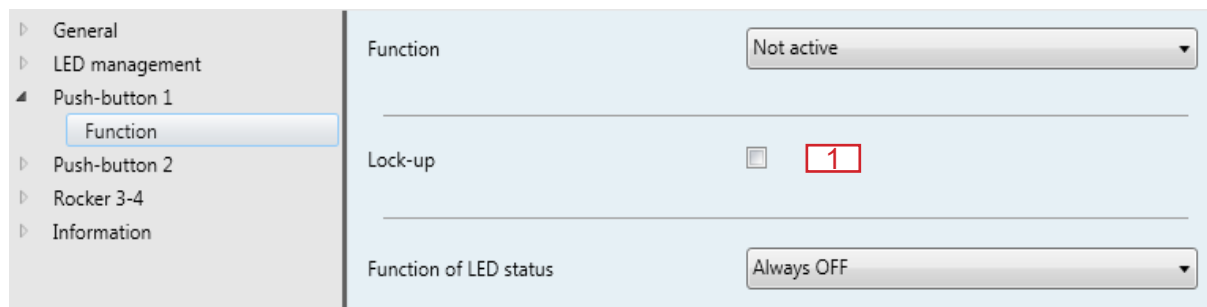 General
LED management
Push-button 1
Function
Push-button 2
Rocker 3-4
Information
Function
Not active
Lock-up
1
Function of LED status
Always OFF